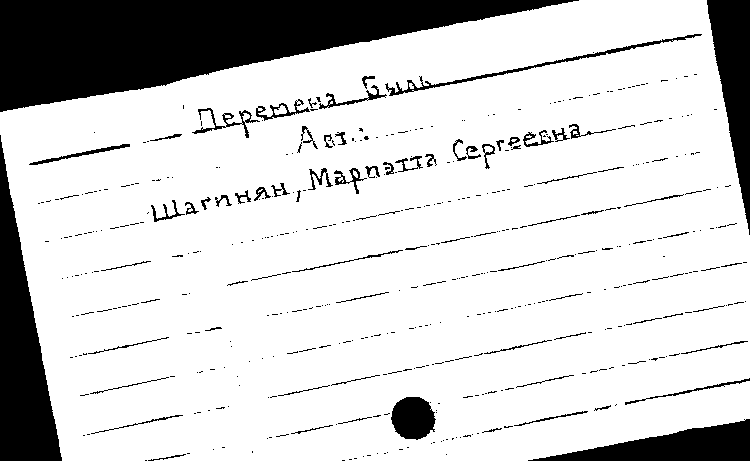 Перемена Быль
Авт.:
Шагинян, Мариэтта Сергеевна.